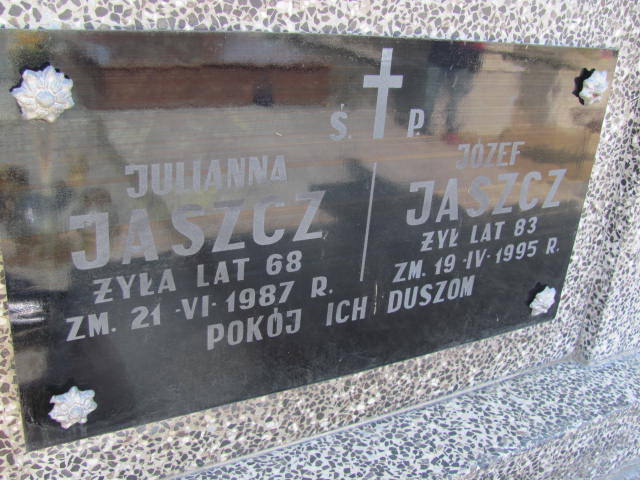 Ś. P.
JULIANNA
JASZCZ
ŻYŁA LAT 68
ZM. 21-VI-1987 R.
JÓZEF
JASZCZ
ŻYŁ LAT 83
ZM. 19-IV-1995 R.
POKÓJ ICH DUSZOM